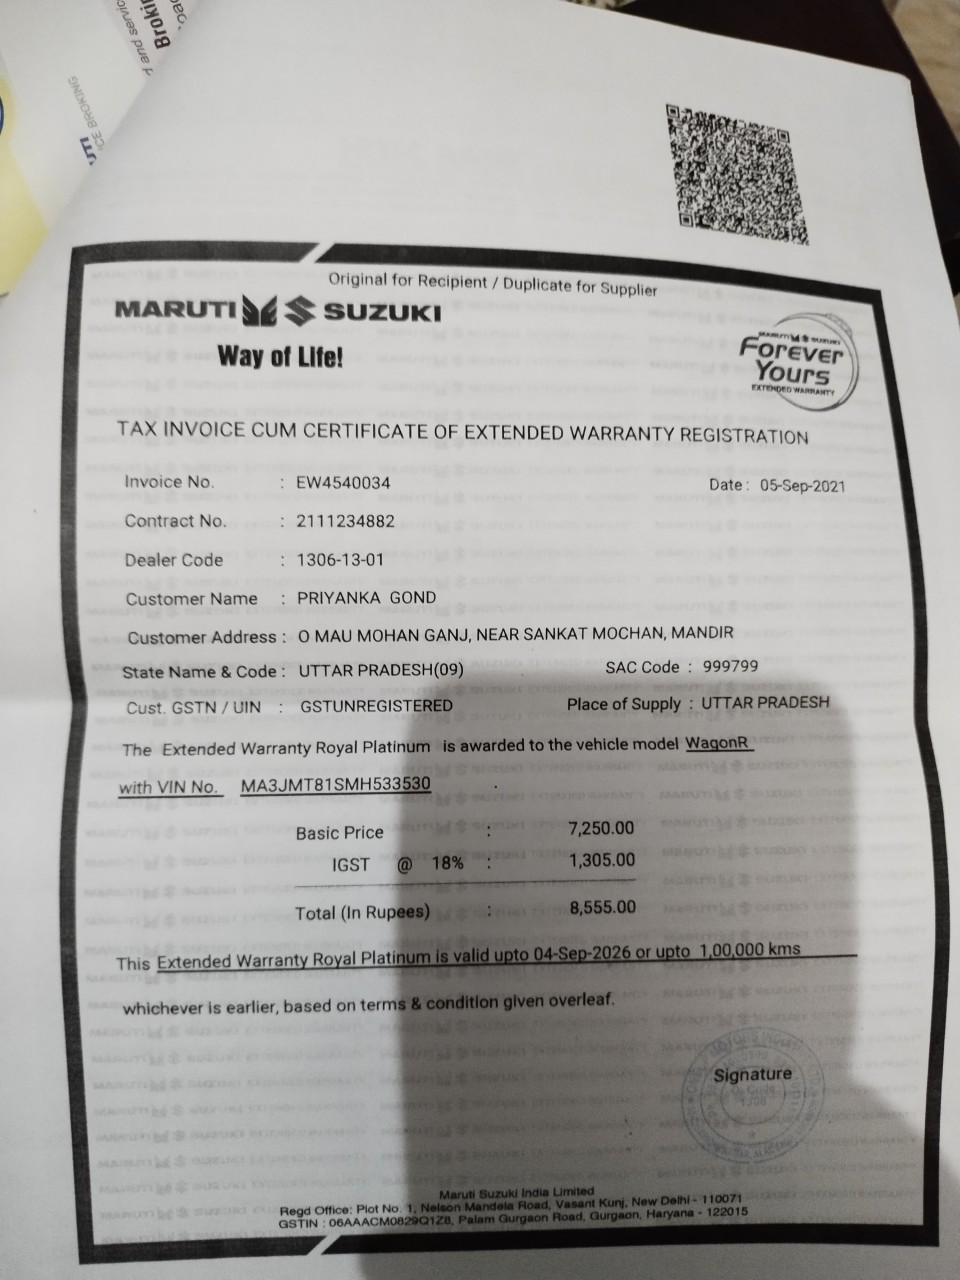 Brokin
d and servic
UTI
CE BROKING
Original for Recipient / Duplicate for Supplier
MARUTI SUZUKI
Way of Life!
MARUTI SUZUKI
Forever
Yours
EXTENDED WARRANTY
TAX INVOICE CUM CERTIFICATE OF EXTENDED WARRANTY REGISTRATION
Invoice No. : EW4540034 Date : 05-Sep-2021
Contract No. : 2111234882
Dealer Code : 1306-13-01
Customer Name : PRIYANKA GOND
Customer Address : O MAU MOHAN GANJ, NEAR SANKAT MOCHAN, MANDIR
State Name & Code : UTTAR PRADESH(09) SAC Code : 999799
Cust. GSTN / UIN : GSTUNREGISTERED Place of Supply : UTTAR PRADESH
The Extended Warranty Royal Platinum is awarded to the vehicle model WagonR
with VIN No. MA3JMT81SMH533530
Basic Price : 7,250.00
IGST @ 18% : 1,305.00
Total (In Rupees) : 8,555.00
This Extended Warranty Royal Platinum is valid upto 04-Sep-2026 or upto 1,00,000 kms
whichever is earlier, based on terms & condition given overleaf.
Signature
Maruti Suzuki India Limited
Regd Office: Plot No. 1, Nelson Mandela Road, Vasant Kunj, New Delhi - 110071
GSTIN : 06AAACM0829Q1Z8, Palam Gurgaon Road, Gurgaon, Haryana - 122015